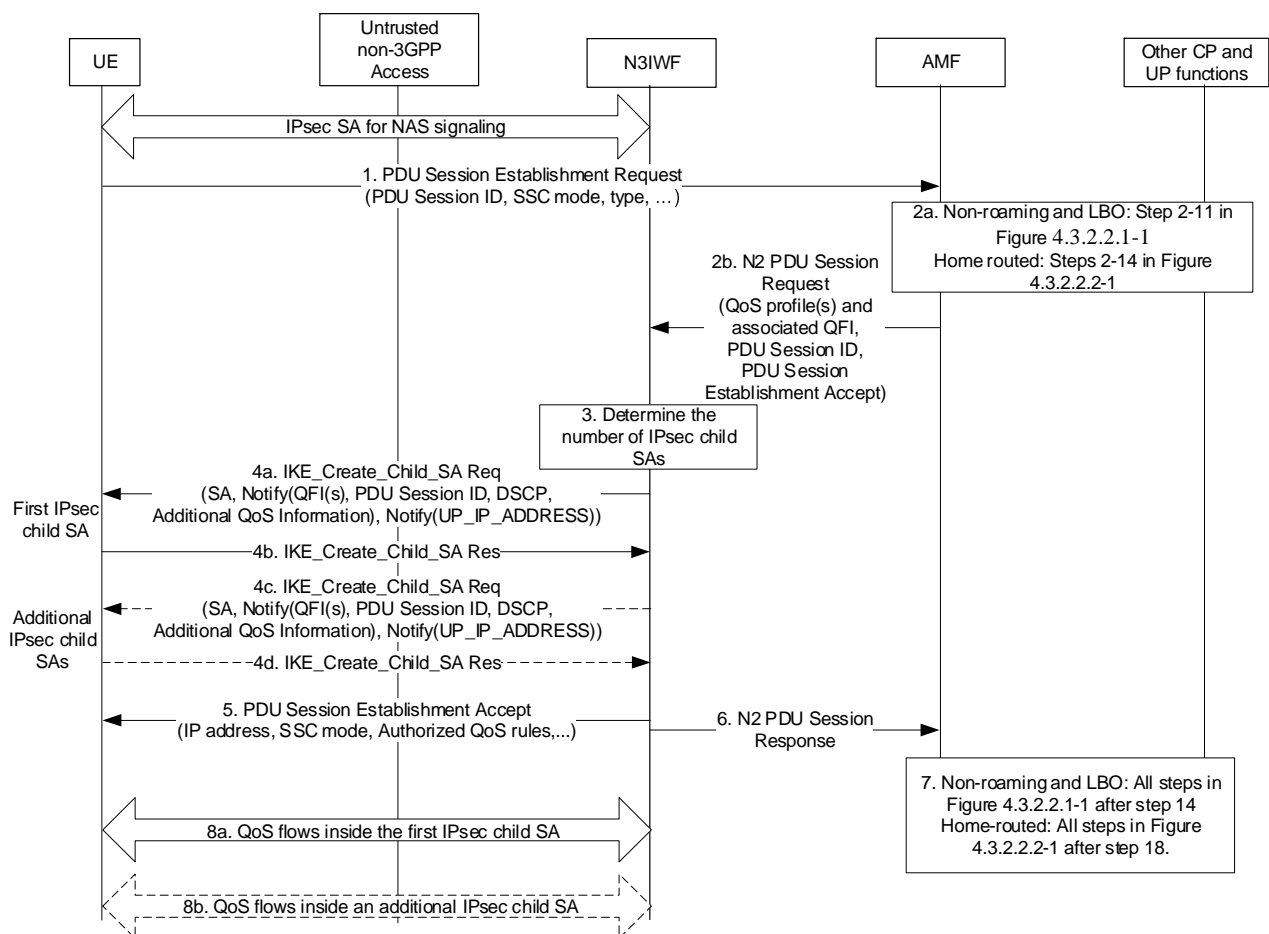 UE
Untrusted
non-3GPP
Access
N3IWF
AMF
Other CP and
UP functions
IPsec SA for NAS signaling
1. PDU Session Establishment Request
(PDU Session ID, SSC mode, type, …)
2a. Non-roaming and LBO: Step 2-11 in
Figure 4.3.2.2.1-1
Home routed: Steps 2-14 in Figure
4.3.2.2.2-1
2b. N2 PDU Session
Request
(QoS profile(s) and
associated QFI,
PDU Session ID,
PDU Session
Establishment Accept)
3. Determine the
number of IPsec child
SAs
4a. IKE_Create_Child_SA Req
(SA, Notify(QFI(s), PDU Session ID, DSCP,
Additional QoS Information), Notify(UP_IP_ADDRESS))
First IPsec
child SA
4b. IKE_Create_Child_SA Res
4c. IKE_Create_Child_SA Req
(SA, Notify(QFI(s), PDU Session ID, DSCP,
Additional QoS Information), Notify(UP_IP_ADDRESS))
Additional
IPsec child
SAs
4d. IKE_Create_Child_SA Res
5. PDU Session Establishment Accept
(IP address, SSC mode, Authorized QoS rules,...)
6. N2 PDU Session
Response
7. Non-roaming and LBO: All steps in
Figure 4.3.2.2.1-1 after step 14
Home-routed: All steps in Figure
4.3.2.2.2-1 after step 18.
8a. QoS flows inside the first IPsec child SA
8b. QoS flows inside an additional IPsec child SA